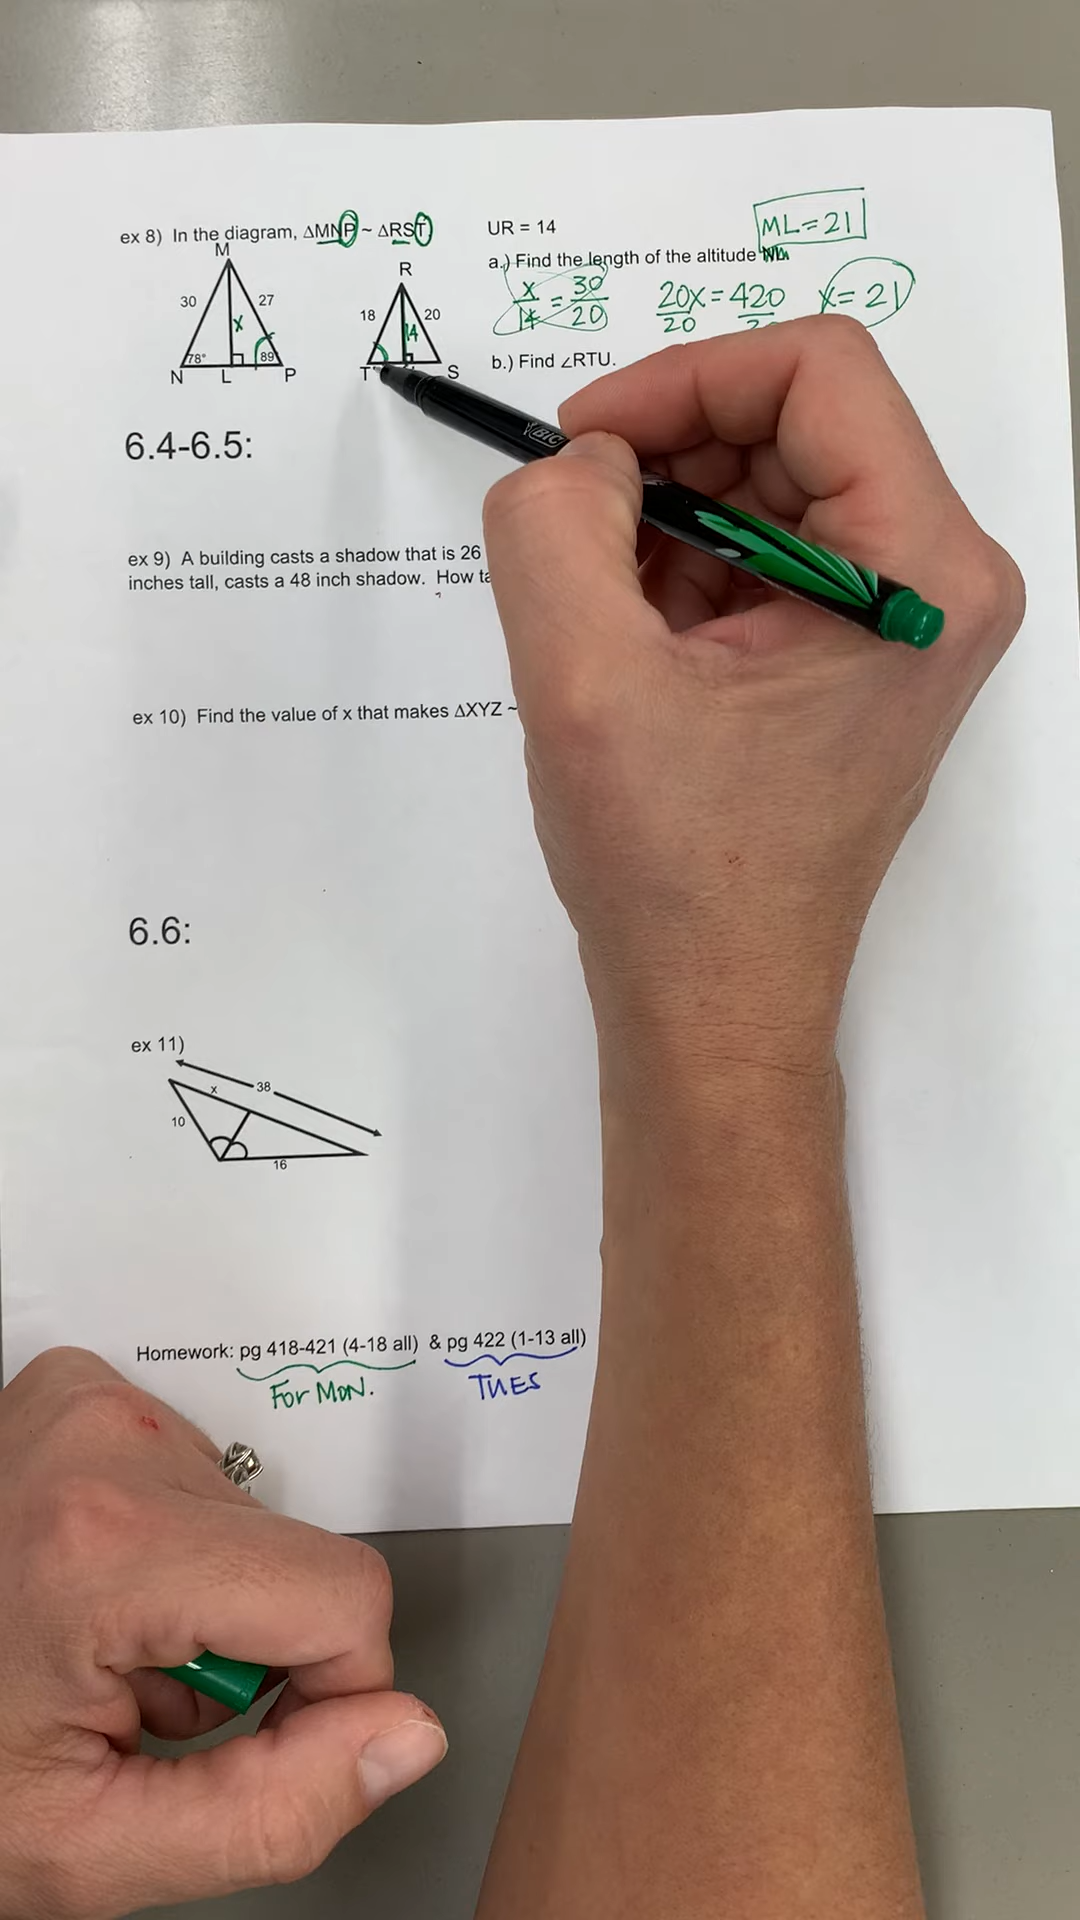 ex 8) In the diagram, ΔMNP ~ ΔRST
UR = 14
ML=21
a.) Find the length of the altitude
x/14 = 30/20
20x = 420
20
x= 21
b.) Find ∠RTU.
M
30
27
x
78°
89
N
L
P
R
18
20
14
T
S
BIC
6.4-6.5:
ex 9) A building casts a shadow that is 26
inches tall, casts a 48 inch shadow. How
ex 10) Find the value of x that makes ΔXYZ ~
6.6:
ex 11)
38
x
10
16
Homework: pg 418-421 (4-18 all) & pg 422 (1-13 all)
For MON.
TUES